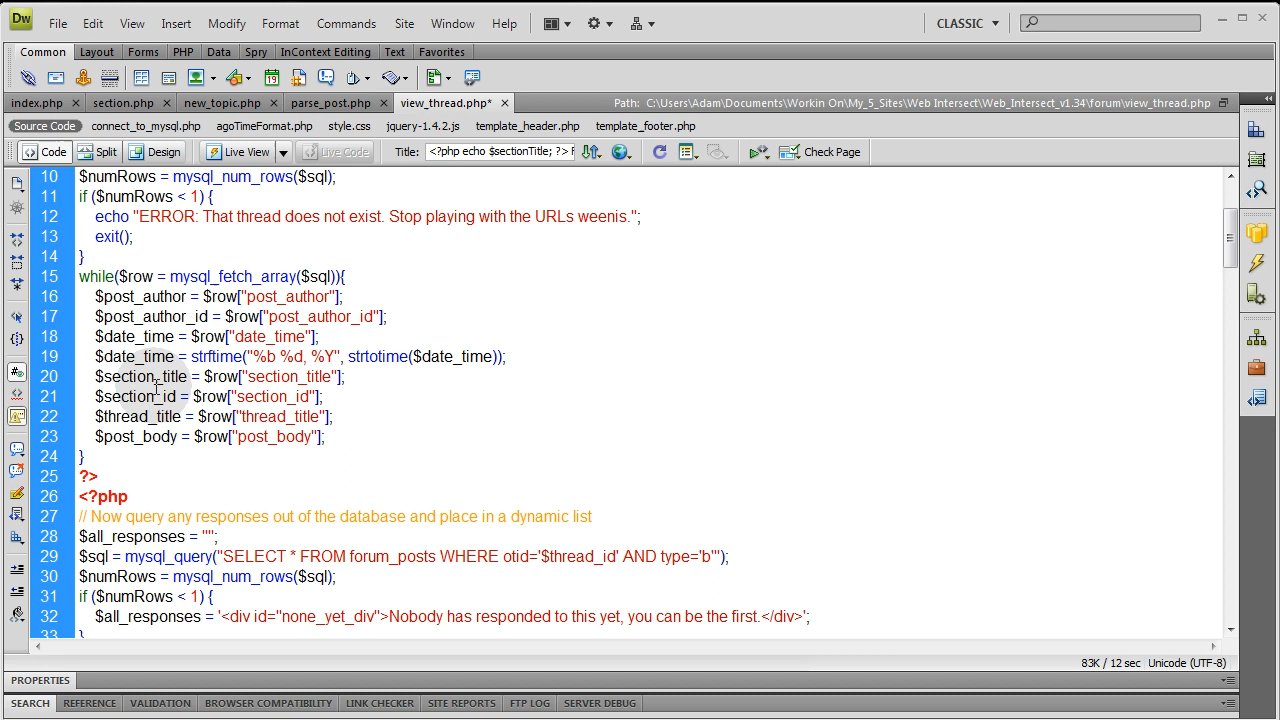 Dw File Edit View Insert Modify Format Commands Site Window Help CLASSIC
Common Layout Forms PHP Data Spry InContext Editing Text Favorites
index.php section.php new_topic.php parse_post.php view_thread.php* Path: C:\Users\Adam\Documents\Workin On\My_5_Sites\Web Intersect\Web_Intersect_v1.34\forum\view_thread.php
Source Code connect_to_mysql.php agoTimeFormat.php style.css jquery-1.4.2.js template_header.php template_footer.php
Code Split Design Live View Live Code Title: <?php echo $sectionTitle; ?> F Check Page
10 $numRows = mysql_num_rows($sql);
11 if ($numRows < 1) {
12 echo "ERROR: That thread does not exist. Stop playing with the URLs weenis.";
13 exit();
14 }
15 while($row = mysql_fetch_array($sql)){
16 $post_author = $row["post_author"];
17 $post_author_id = $row["post_author_id"];
18 $date_time = $row["date_time"];
19 $date_time = strftime("%b %d, %Y", strtotime($date_time));
20 $section_title = $row["section_title"];
21 $section_id = $row["section_id"];
22 $thread_title = $row["thread_title"];
23 $post_body = $row["post_body"];
24 }
25 ?>
26 <?php
27 // Now query any responses out of the database and place in a dynamic list
28 $all_responses = "";
29 $sql = mysql_query("SELECT * FROM forum_posts WHERE otid='$thread_id' AND type='b'");
30 $numRows = mysql_num_rows($sql);
31 if ($numRows < 1) {
32 $all_responses = '<div id="none_yet_div">Nobody has responded to this yet, you can be the first.</div>';
33 }
83K / 12 sec Unicode (UTF-8)
PROPERTIES
SEARCH REFERENCE VALIDATION BROWSER COMPATIBILITY LINK CHECKER SITE REPORTS FTP LOG SERVER DEBUG